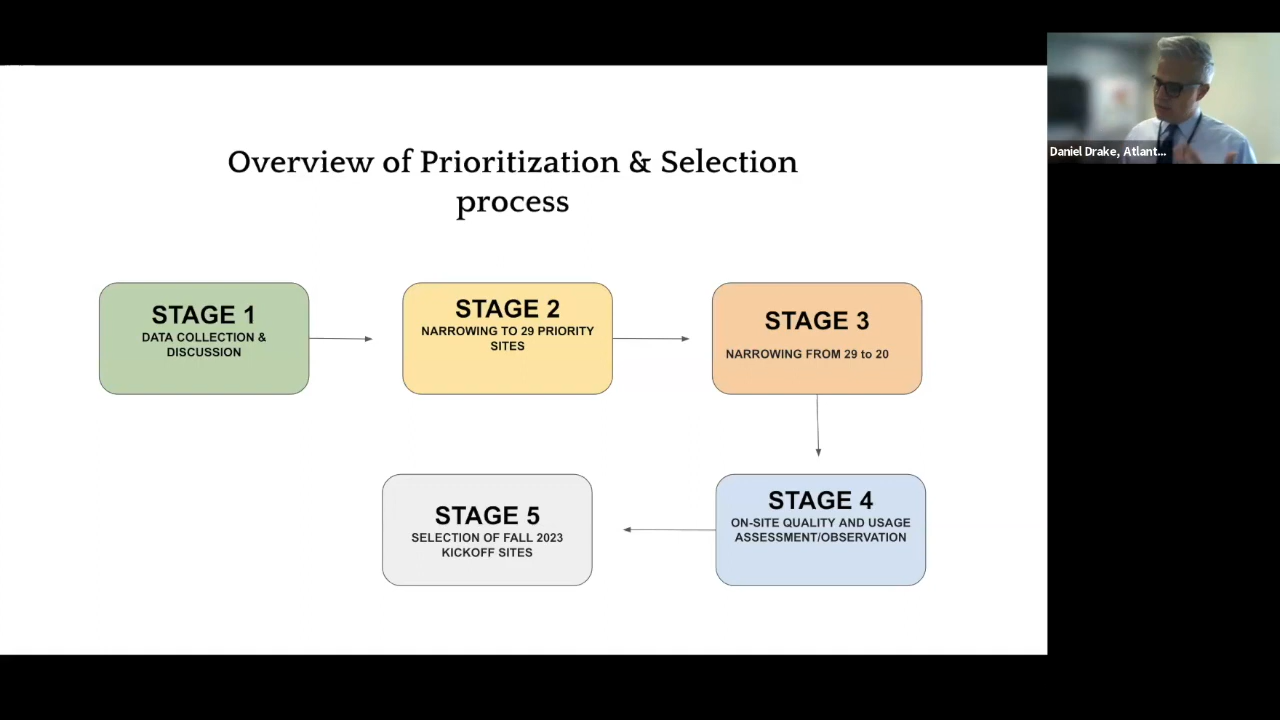 Overview of Prioritization & Selection
process
STAGE 1
DATA COLLECTION &
DISCUSSION
STAGE 2
NARROWING TO 29 PRIORITY
SITES
STAGE 3
NARROWING FROM 29 to 20
STAGE 4
ON-SITE QUALITY AND USAGE
ASSESSMENT/OBSERVATION
STAGE 5
SELECTION OF FALL 2023
KICKOFF SITES
Daniel Drake, Atlant...